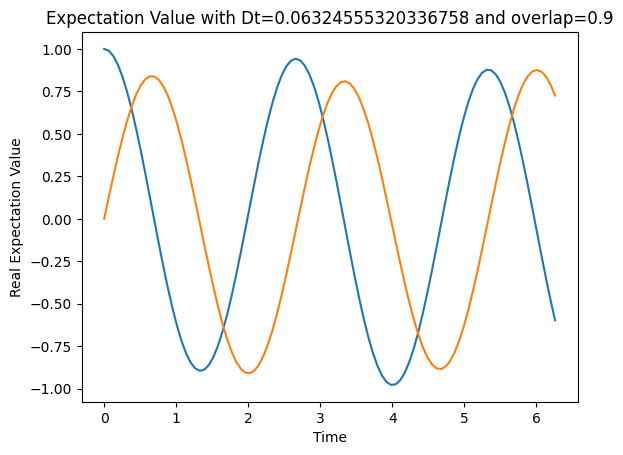 Expectation Value with Dt=0.06324555320336758 and overlap=0.9
1.00
0.75
0.50
0.25
0.00
−0.25
−0.50
−0.75
−1.00
Real Expectation Value
0 1 2 3 4 5 6
Time